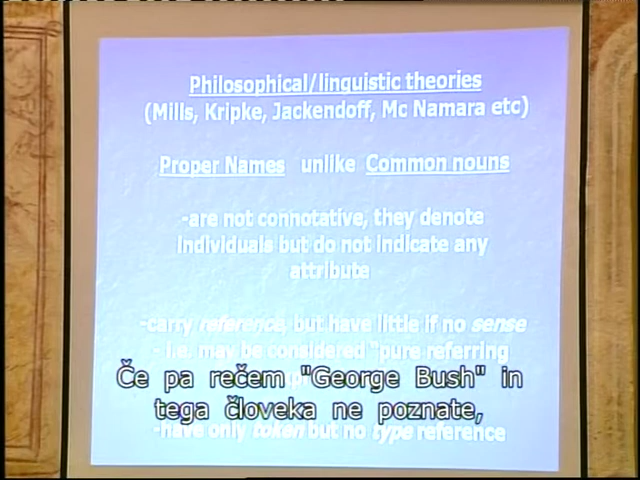 Philosophical/linguistic theories
(Mills, Kripke, Jackendoff, Mc Namara etc)
Proper Names unlike Common nouns
-are not connotative, they denote
individuals but do not indicate any
attribute
-carry reference, but have little if no sense
- i.e. may be considered "pure referring
Če pa rečem "George Bush" in
tega človeka ne poznate,
-have only token but no type reference